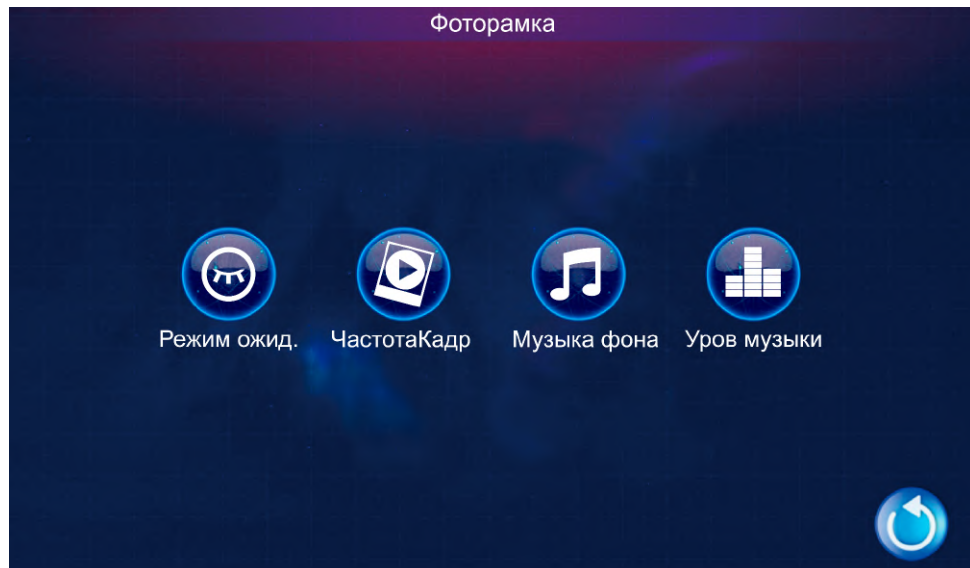 Фоторамка
Режим ожид.
ЧастотаКадр
Музыка фона
Уров музыки